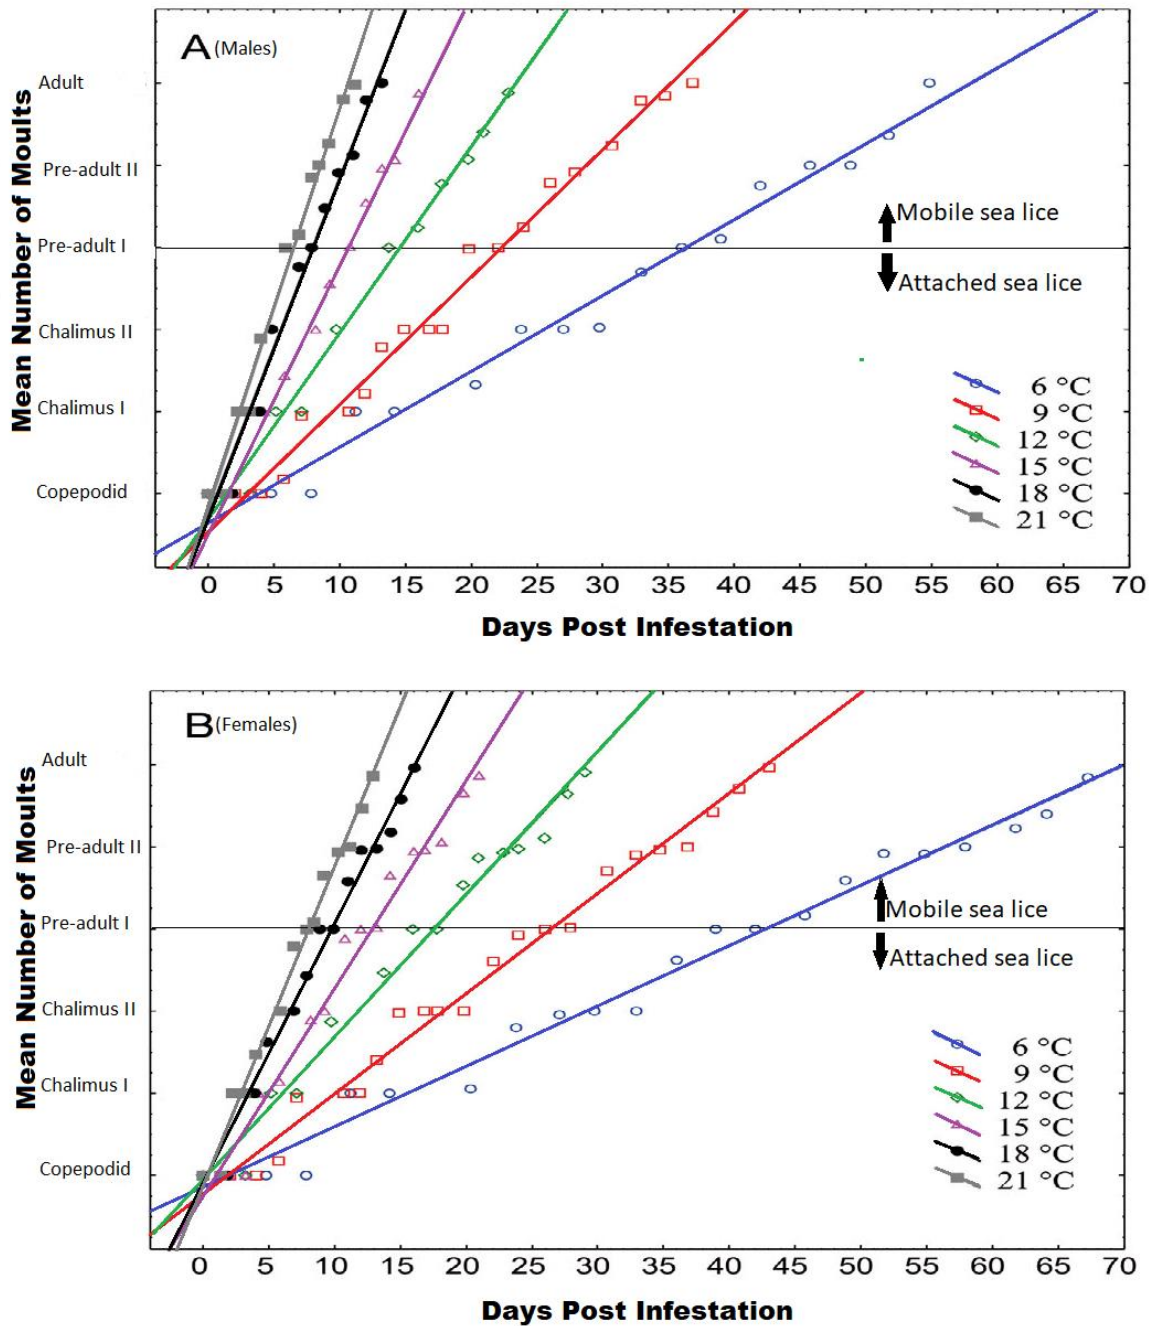 A (Males)
Mean Number of Moults
Adult
Pre-adult II
Pre-adult I
Chalimus II
Chalimus I
Copepodid
Mobile sea lice
Attached sea lice
6 °C
9 °C
12 °C
15 °C
18 °C
21 °C
0 5 10 15 20 25 30 35 40 45 50 55 60 65 70
Days Post Infestation
B (Females)
Mean Number of Moults
Adult
Pre-adult II
Pre-adult I
Chalimus II
Chalimus I
Copepodid
Mobile sea lice
Attached sea lice
6 °C
9 °C
12 °C
15 °C
18 °C
21 °C
0 5 10 15 20 25 30 35 40 45 50 55 60 65 70
Days Post Infestation